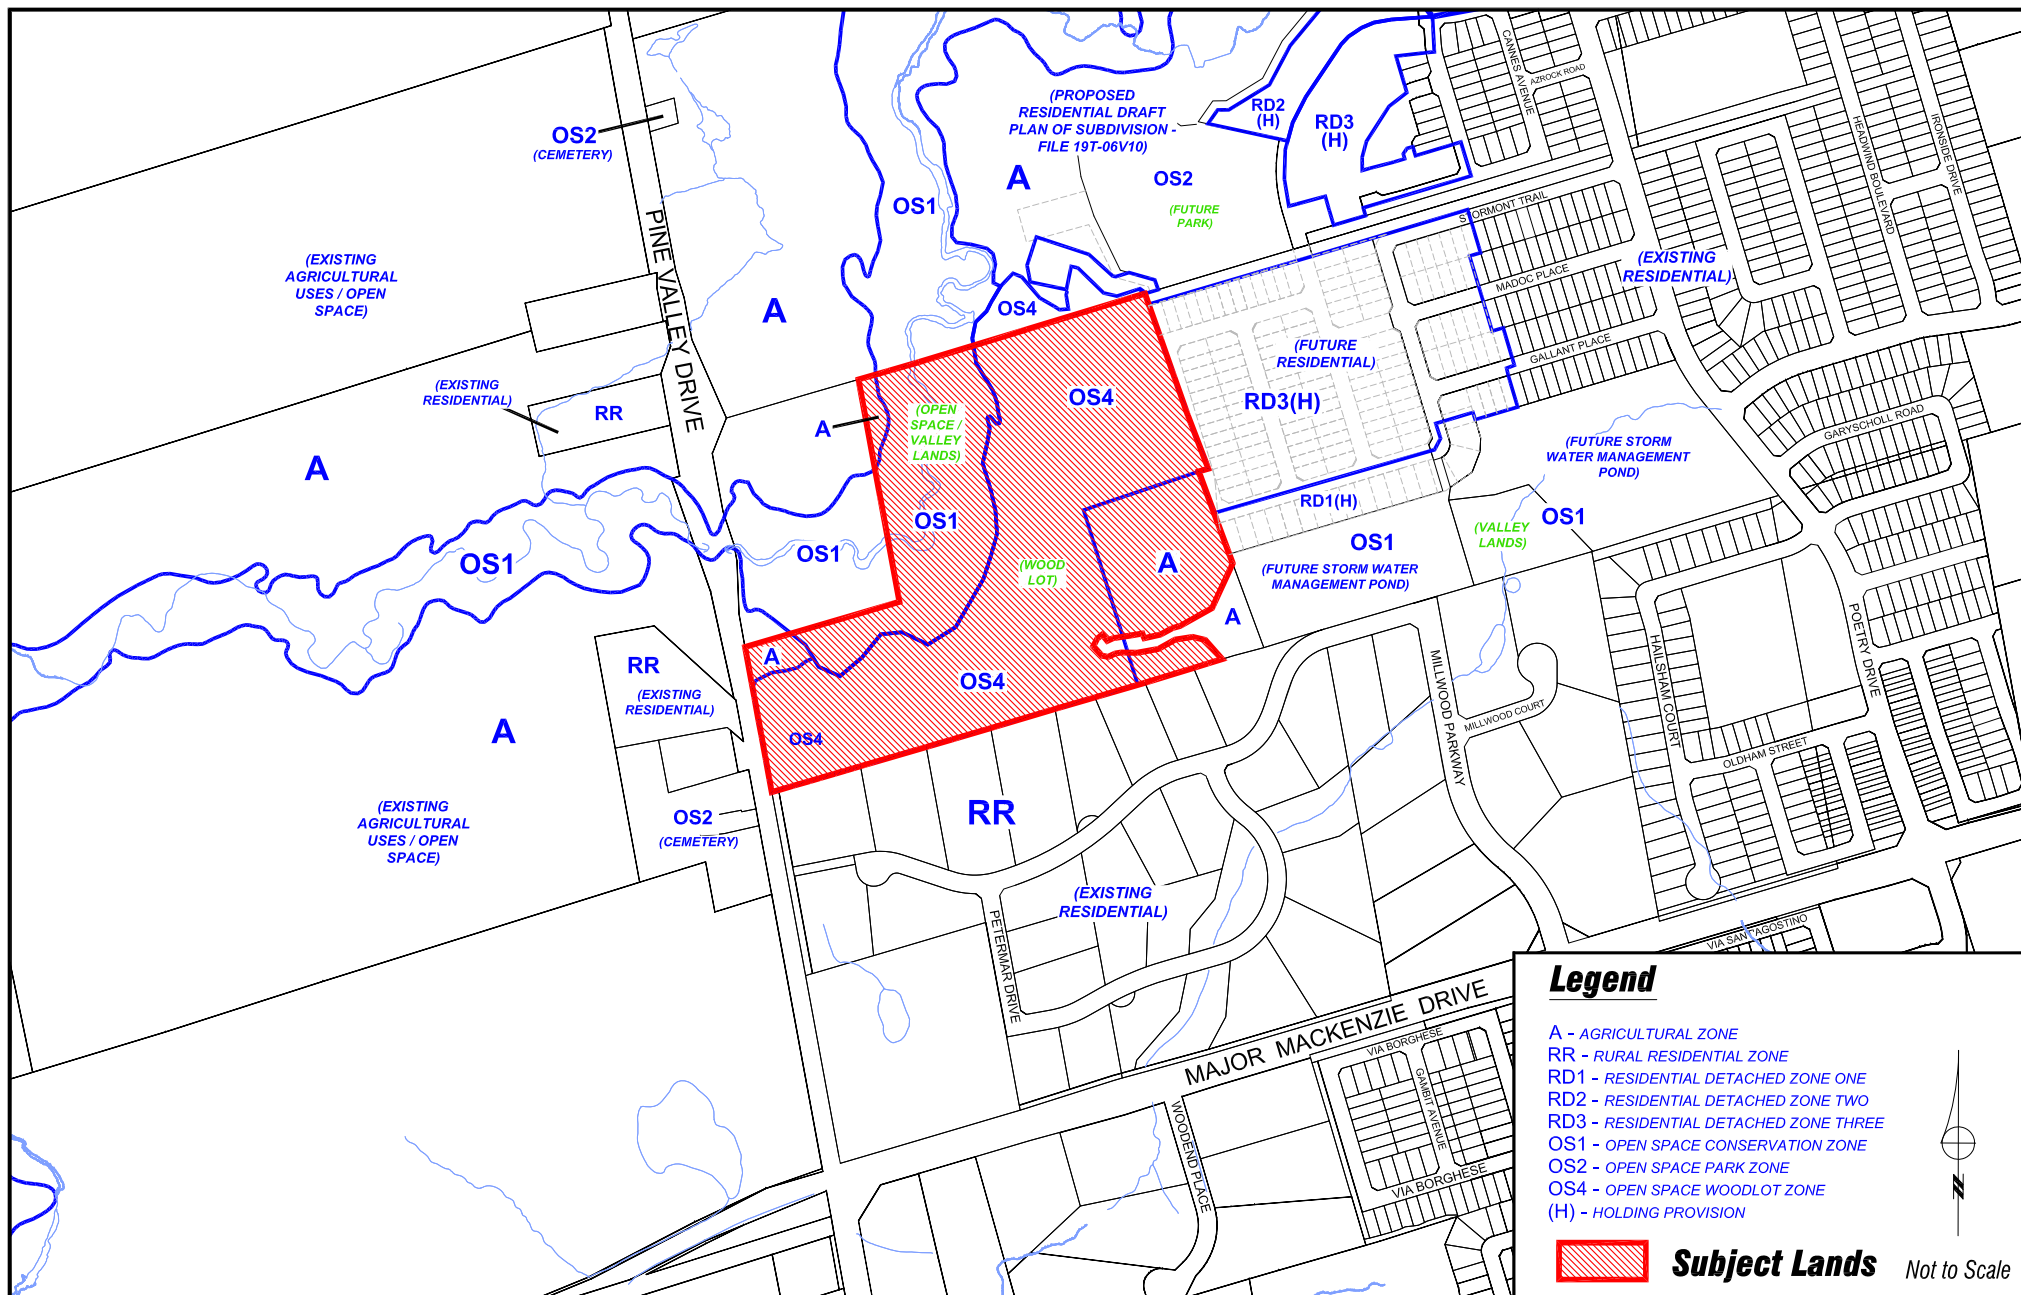 OS2
(CEMETERY)
PINE VALLEY DRIVE
(EXISTING
AGRICULTURAL
USES / OPEN
SPACE)
A
OS1
(PROPOSED
RESIDENTIAL DRAFT
PLAN OF SUBDIVISION -
FILE 19T-06V10)
A
OS2
(FUTURE
PARK)
RD2
(H)
RD3
(H)
CANNES AVENUE
AZROCK ROAD
HEADWIND BOULEVARD
IRONSIDE DRIVE
STORMONT TRAIL
MADOC PLACE
GALLANT PLACE
(EXISTING
RESIDENTIAL)
OS4
(FUTURE
RESIDENTIAL)
RD3(H)
RD1(H)
(EXISTING
RESIDENTIAL)
RR
A
A
(OPEN
SPACE /
VALLEY
LANDS)
OS4
GARYSCHOLL ROAD
(FUTURE STORM
WATER MANAGEMENT
POND)
OS1
(VALLEY
LANDS)
OS1
OS1
OS1
(WOOD
LOT)
A
OS1
(FUTURE STORM WATER
MANAGEMENT POND)
A
A
OS4
OS4
RR
(EXISTING
RESIDENTIAL)
A
(EXISTING
AGRICULTURAL
USES / OPEN
SPACE)
OS2
(CEMETERY)
RR
(EXISTING
RESIDENTIAL)
PETERMAR DRIVE
MILLWOOD PARKWAY
MILLWOOD COURT
HAILSHAM COURT
POETRY DRIVE
OLDHAM STREET
VIA SANT'AGOSTINO
MAJOR MACKENZIE DRIVE
WOODEND PLACE
VIA BORGHESE
GAMBIT AVENUE
VIA BORGHESE
Legend
A - AGRICULTURAL ZONE
RR - RURAL RESIDENTIAL ZONE
RD1 - RESIDENTIAL DETACHED ZONE ONE
RD2 - RESIDENTIAL DETACHED ZONE TWO
RD3 - RESIDENTIAL DETACHED ZONE THREE
OS1 - OPEN SPACE CONSERVATION ZONE
OS2 - OPEN SPACE PARK ZONE
OS4 - OPEN SPACE WOODLOT ZONE
(H) - HOLDING PROVISION
N
Subject Lands
Not to Scale